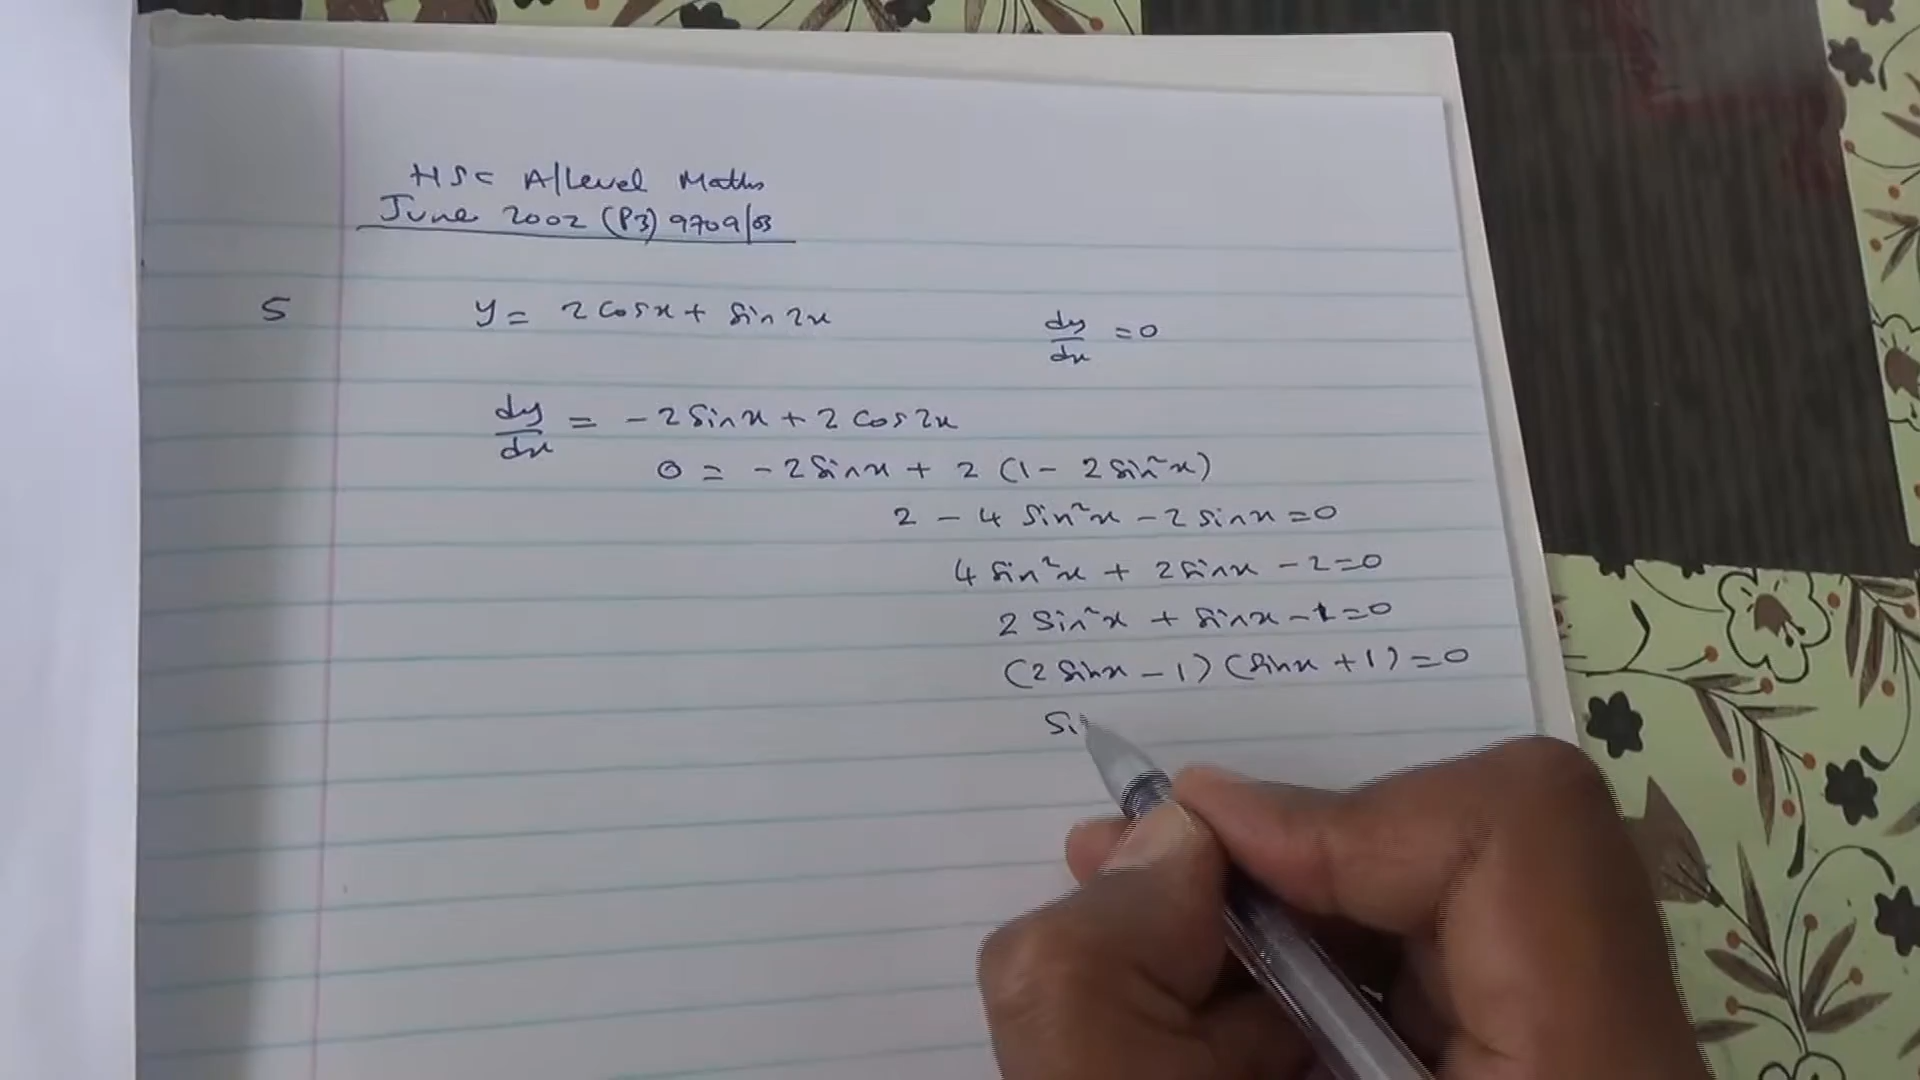 HSC A/Level Maths
June 2002 (P3) 9709/03
5 y = 2 cos x + sin 2x dy/dx = 0
dy/dx = -2 sin x + 2 cos 2x
0 = -2 sin x + 2 (1 - 2 sin²x)
2 - 4 sin²x - 2 sin x = 0
4 sin²x + 2 sin x - 2 = 0
2 sin²x + sin x - 1 = 0
(2 sin x - 1) (sin x + 1) = 0
Si